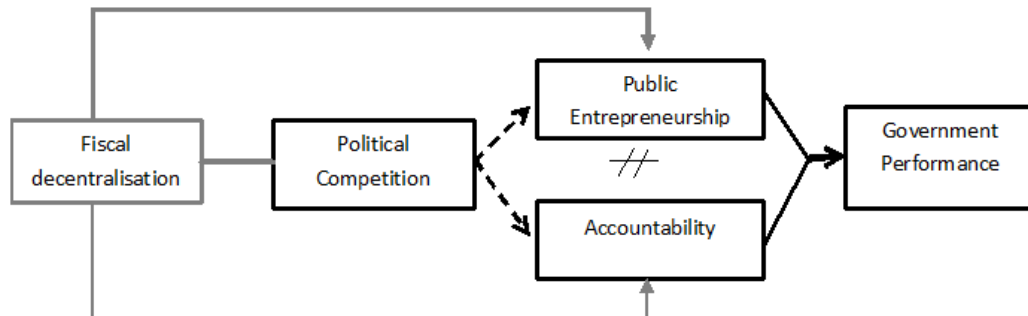 Fiscal
decentralisation
Political
Competition
Public
Entrepreneurship
Accountability
Government
Performance